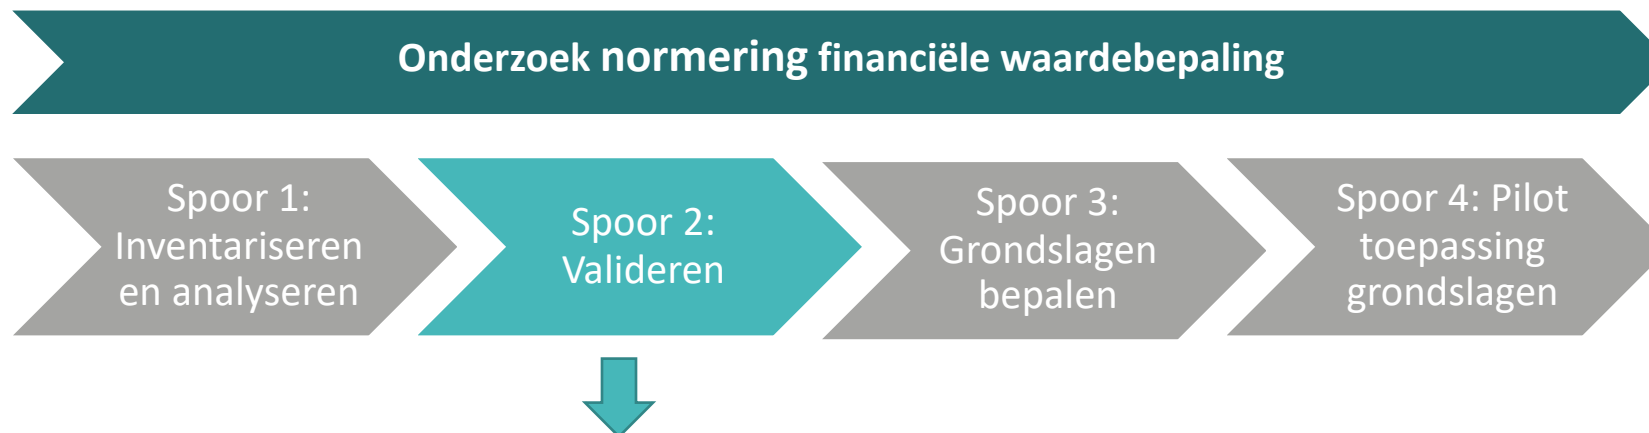 Onderzoek normering financiële waardebepaling
Spoor 1:
Inventariseren
en analyseren
Spoor 2:
Valideren
Spoor 3:
Grondslagen
bepalen
Spoor 4: Pilot
toepassing
grondslagen